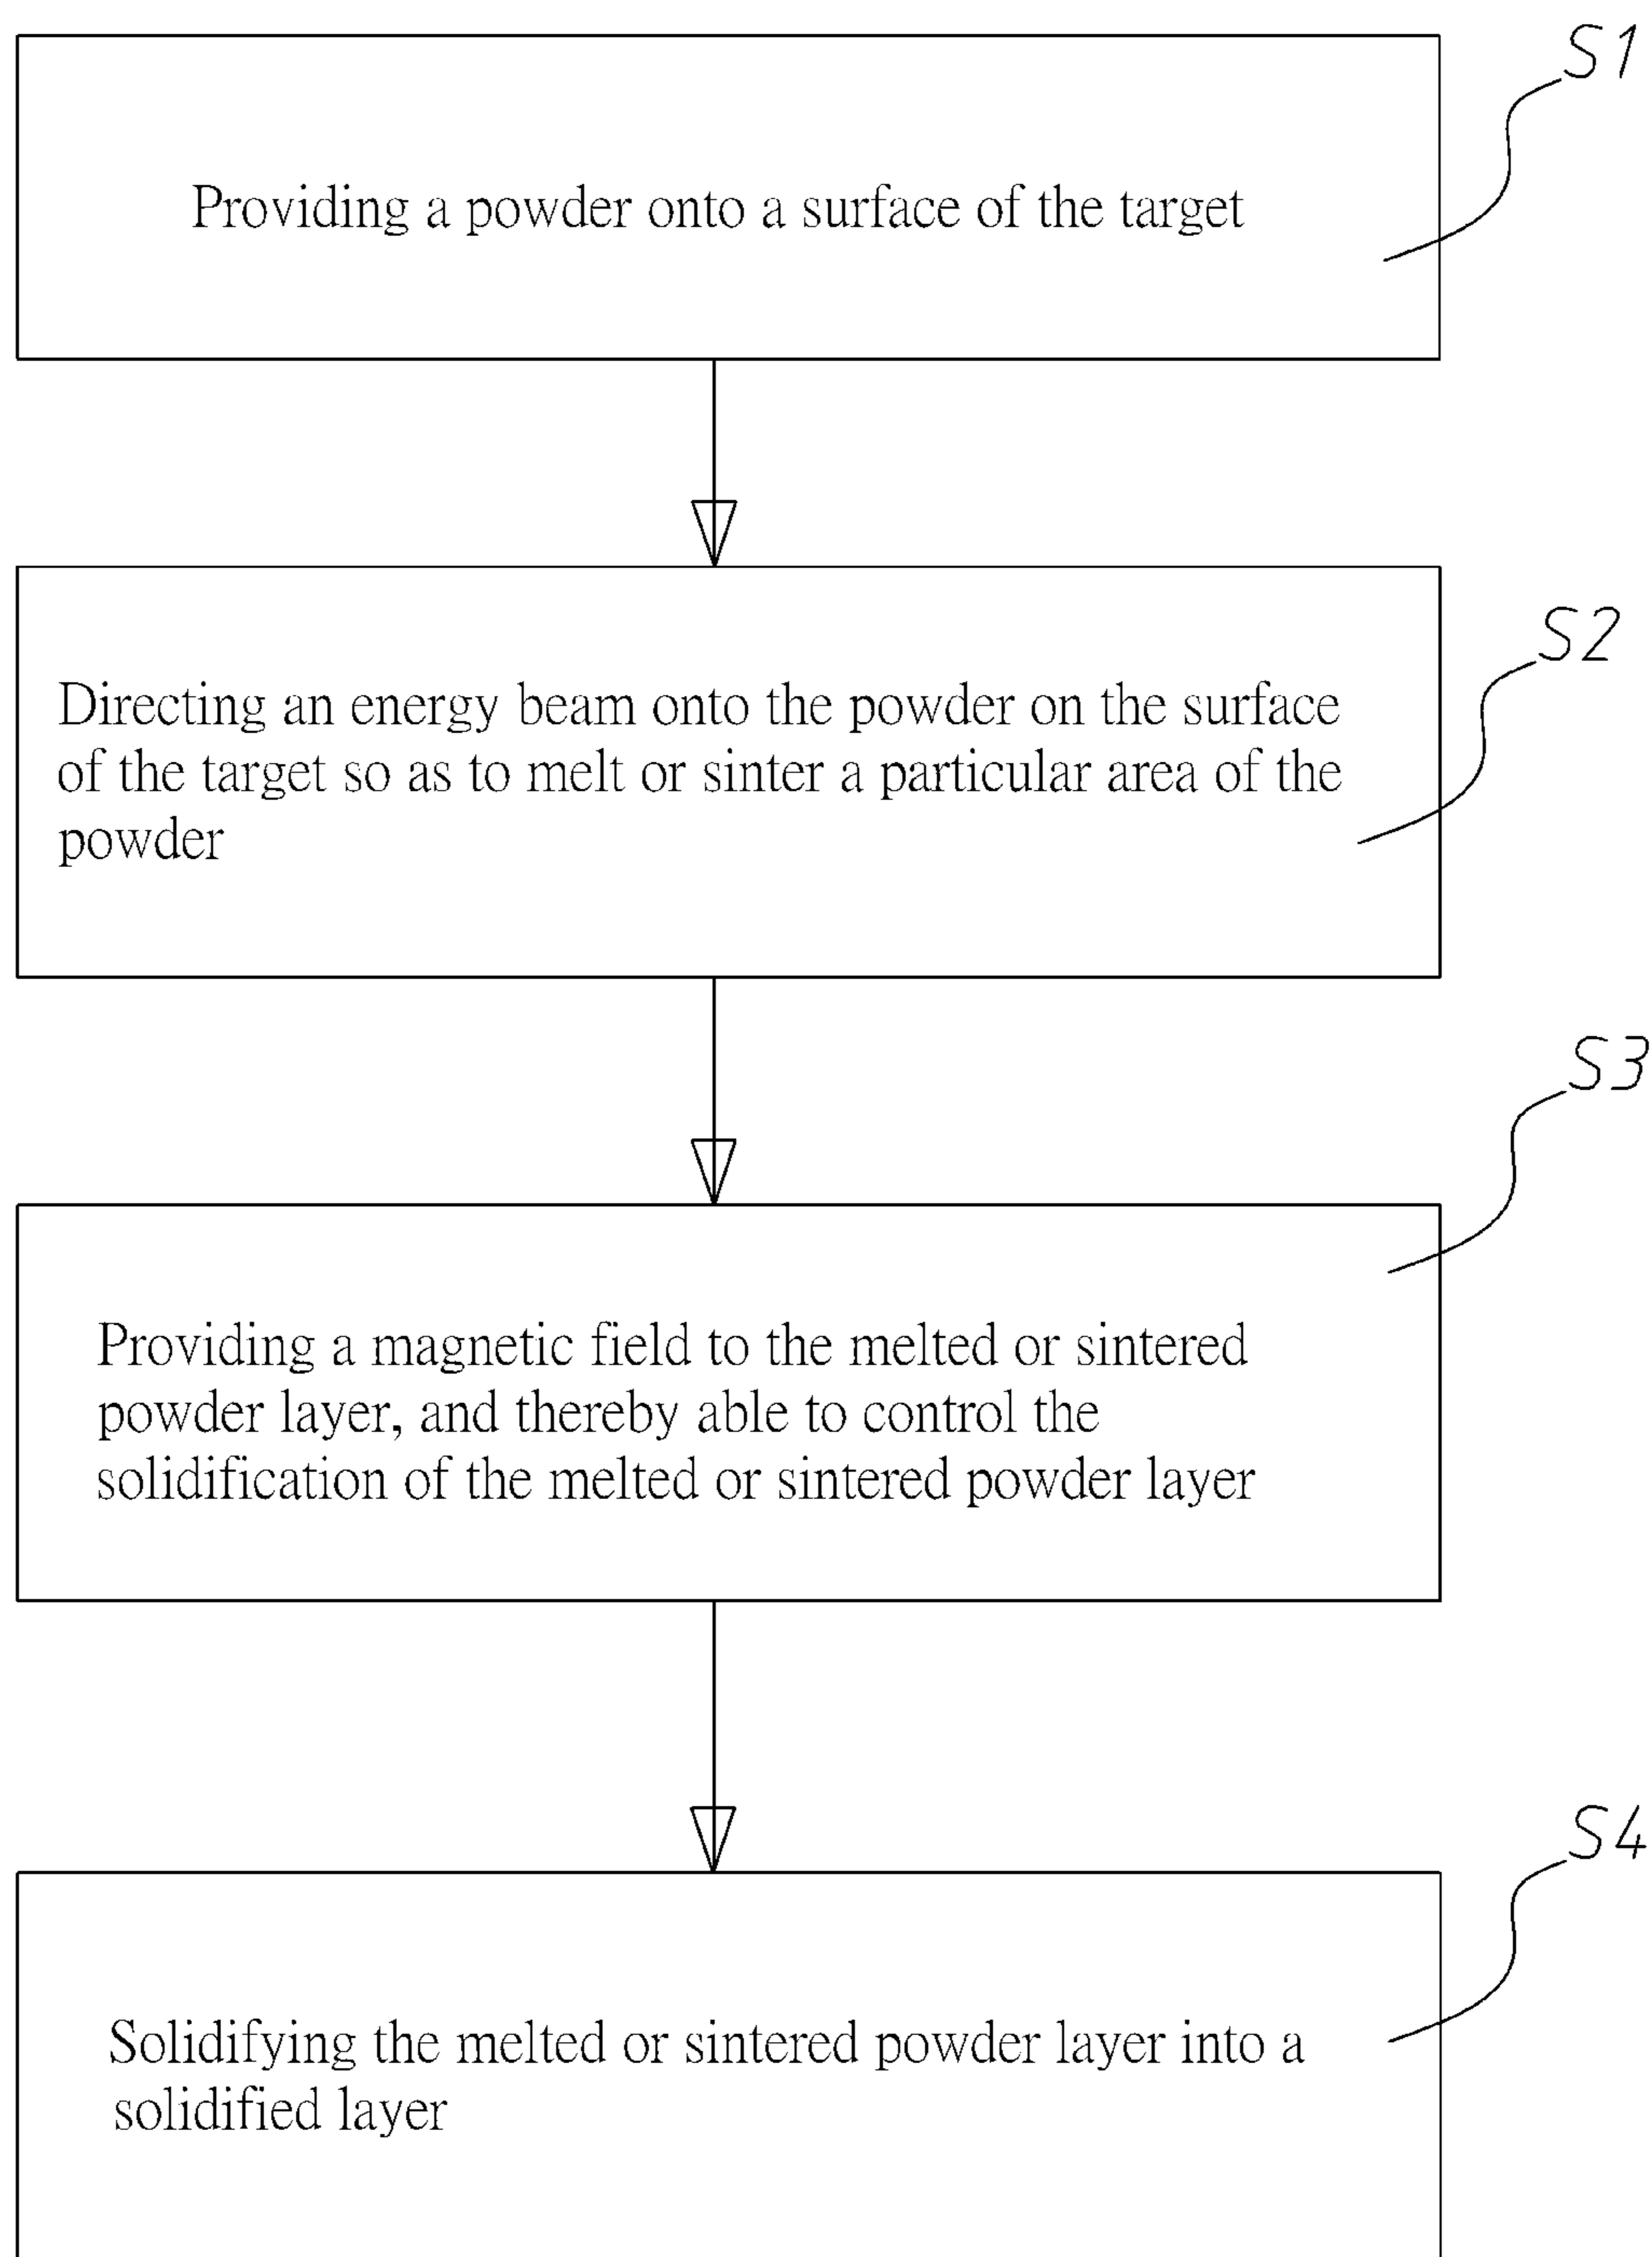 S1
Providing a powder onto a surface of the target
S2
Directing an energy beam onto the powder on the surface
of the target so as to melt or sinter a particular area of the
powder
S3
Providing a magnetic field to the melted or sintered
powder layer, and thereby able to control the
solidification of the melted or sintered powder layer
S4
Solidifying the melted or sintered powder layer into a
solidified layer